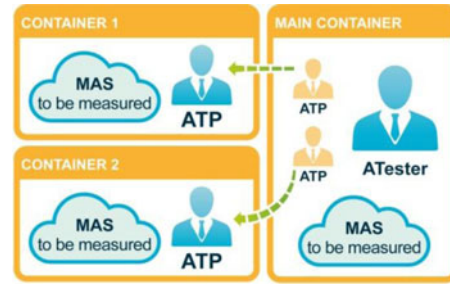 CONTAINER 1
MAS
to be measured
ATP
CONTAINER 2
MAS
to be measured
ATP
MAIN CONTAINER
ATP
ATP
ATester
MAS
to be measured